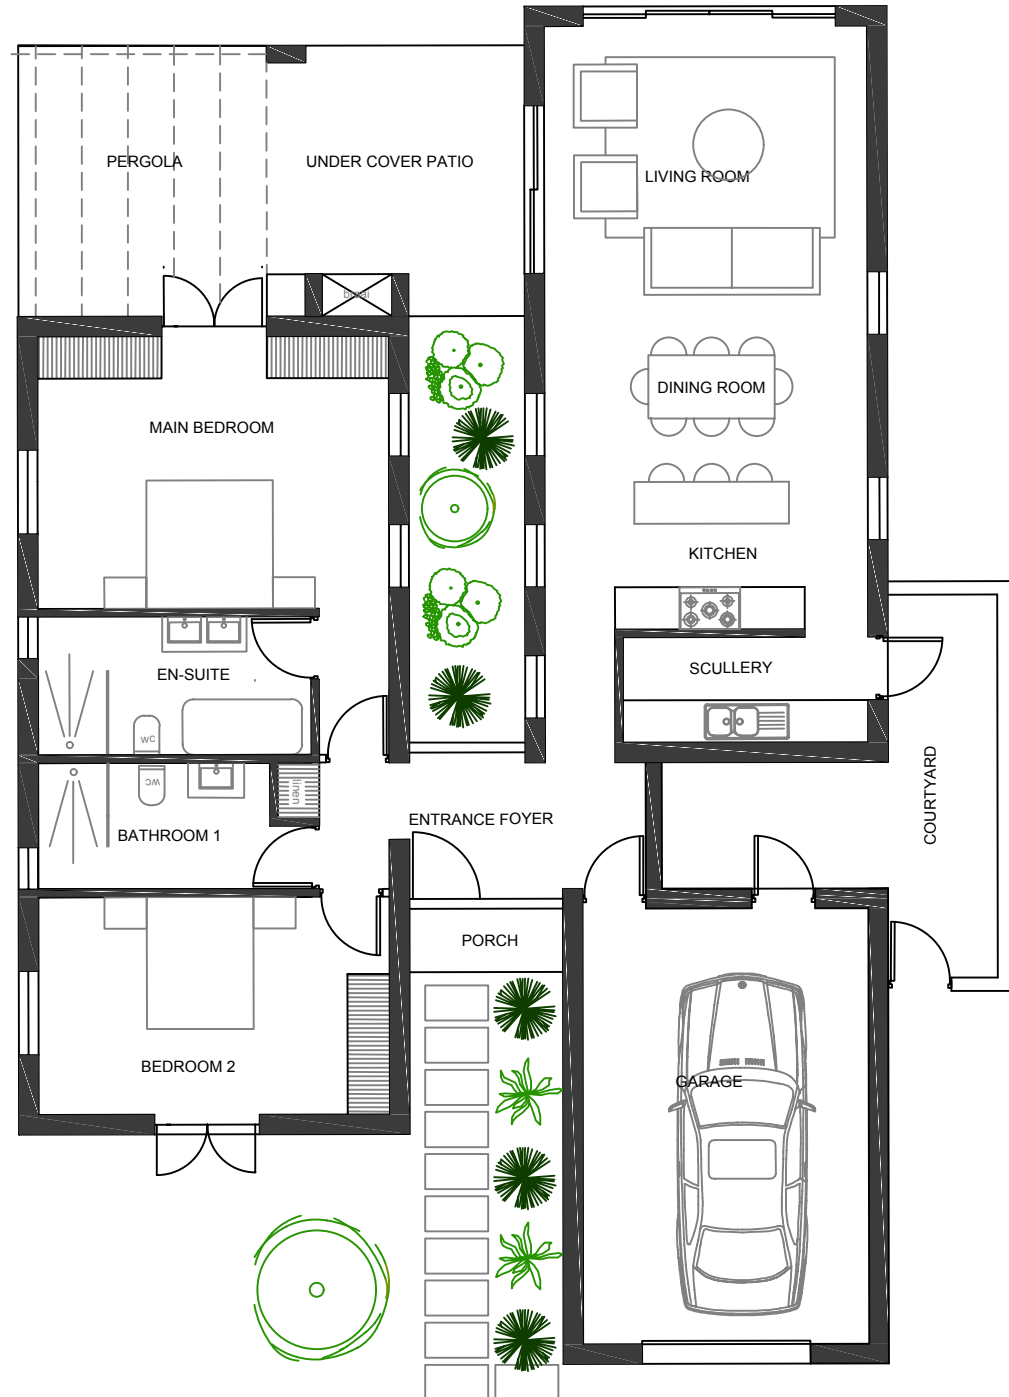 PERGOLA
UNDER COVER PATIO
LIVING ROOM
braai
DINING ROOM
MAIN BEDROOM
KITCHEN
EN-SUITE
SCULLERY
WC
WC
linen
COURTYARD
ENTRANCE FOYER
BATHROOM 1
PORCH
BEDROOM 2
GARAGE